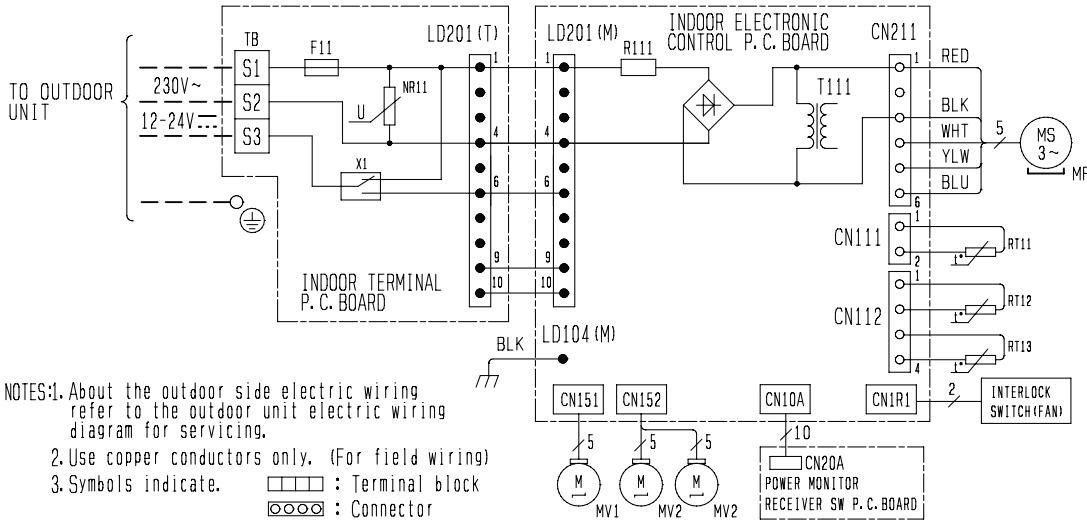 INDOOR ELECTRONIC
CONTROL P.C.BOARD
LD201(T)
LD201(M)
CN211
TB
F11
R111
S1
S2
S3
TO OUTDOOR
UNIT
230V~
12-24V
NR11
U
X1
1
4
6
9
10
1
4
6
9
10
T111
1
6
RED
BLK
WHT
YLW
BLU
5
MS
3~
MF
CN111
1
2
t°
RT11
CN112
1
4
t°
RT12
t°
RT13
INDOOR TERMINAL
P.C.BOARD
LD104(M)
BLK
CN151
CN152
CN10A
CN1R1
2
INTERLOCK
SWITCH(FAN)
5
5
5
10
M
MV1
M
MV2
M
MV2
CN20A
POWER MONITOR
RECEIVER SW P.C.BOARD
NOTES:1. About the outdoor side electric wiring
refer to the outdoor unit electric wiring
diagram for servicing.
2. Use copper conductors only. (For field wiring)
3. Symbols indicate.
: Terminal block
: Connector